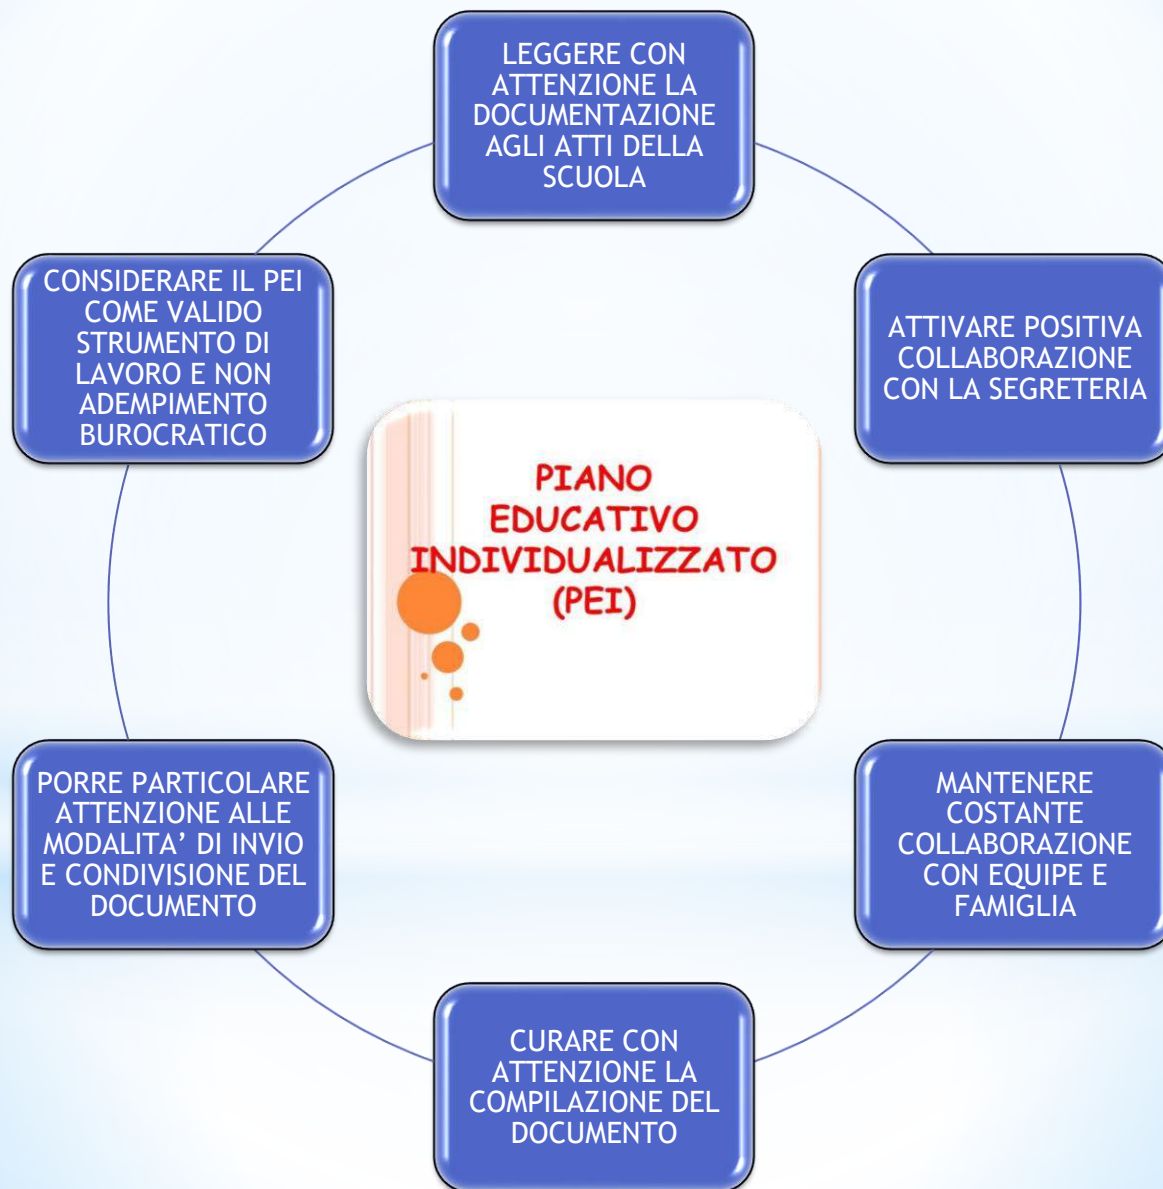 LEGGERE CON
ATTENZIONE LA
DOCUMENTAZIONE
AGLI ATTI DELLA
SCUOLA
ATTIVARE POSITIVA
COLLABORAZIONE
CON LA SEGRETERIA
MANTENERE
COSTANTE
COLLABORAZIONE
CON EQUIPE E
FAMIGLIA
CURARE CON
ATTENZIONE LA
COMPILAZIONE DEL
DOCUMENTO
PORRE PARTICOLARE
ATTENZIONE ALLE
MODALITA’ DI INVIO
E CONDIVISIONE DEL
DOCUMENTO
CONSIDERARE IL PEI
COME VALIDO
STRUMENTO DI
LAVORO E NON
ADEMPIMENTO
BUROCRATICO
PIANO
EDUCATIVO
INDIVIDUALIZZATO
(PEI)